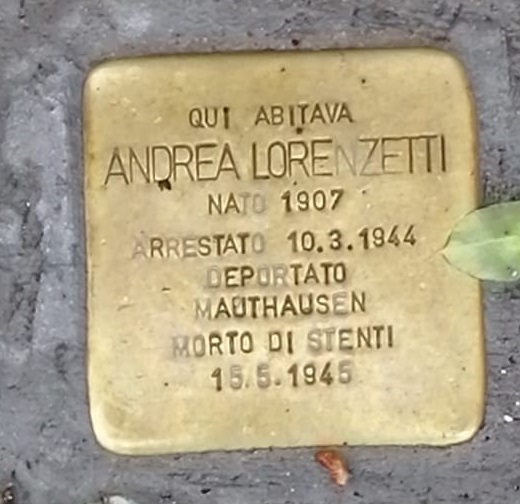 QUI ABITAVA
ANDREA LORENZETTI
NATO 1907
ARRESTATO 10.3.1944
DEPORTATO
MAUTHAUSEN
MORTO DI STENTI
15.5.1945